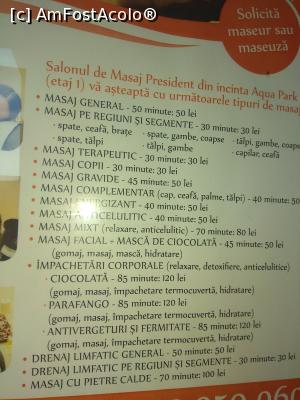 [c] AmFostAcolo®
Solicită
maseur sau
maseuză
Salonul de Masaj President din incinta Aqua Park
(etaj 1) vă așteaptă cu următoarele tipuri de masaj
• MASAJ GENERAL - 50 minute: 50 lei
• MASAJ PE REGIUNI ȘI SEGMENTE - 30 minute: 30 lei
· spate, ceafă, brațe · spate, gambe, coapse · tălpi, gambe, coapse
· spate, tălpi · tălpi, gambe · capilar, ceafă
• MASAJ TERAPEUTIC - 30 minute: 30 lei
• MASAJ COPII - 30 minute: 30 lei
• MASAJ GRAVIDE - 45 minute: 50 lei
• MASAJ COMPLEMENTAR (cap, ceafă, palme, tălpi) - 40 minute: 50
• MASAJ ENERGIZANT - 40 minute: 50 lei
• MASAJ ANTICELULITIC - 40 minute: 50 lei
• MASAJ MIXT (relaxare, anticelulitic) - 70 minute: 80 lei
• MASAJ FACIAL + MASCĂ DE CIOCOLATĂ - 45 minute: 50 lei
(gomaj, masaj, mască, hidratare)
• ÎMPACHETĂRI CORPORALE (relaxare, detoxifiere, anticelulitice)
· CIOCOLATĂ - 85 minute: 120 lei
(gomaj, masaj, împachetare termocuvertă, hidratare)
· PARAFANGO - 85 minute: 120 lei
(gomaj, masaj, împachetare termocuvertă, hidratare)
· ANTIVERGETURI ȘI FERMITATE - 85 minute: 120 lei
(gomaj, masaj, împachetare termocuvertă, hidratare)
• DRENAJ LIMFATIC GENERAL - 50 minute: 50 lei
• DRENAJ LIMFATIC PE REGIUNI ȘI SEGMENTE - 30 minute: 30 lei
• MASAJ CU PIETRE CALDE - 70 minute: 100 lei